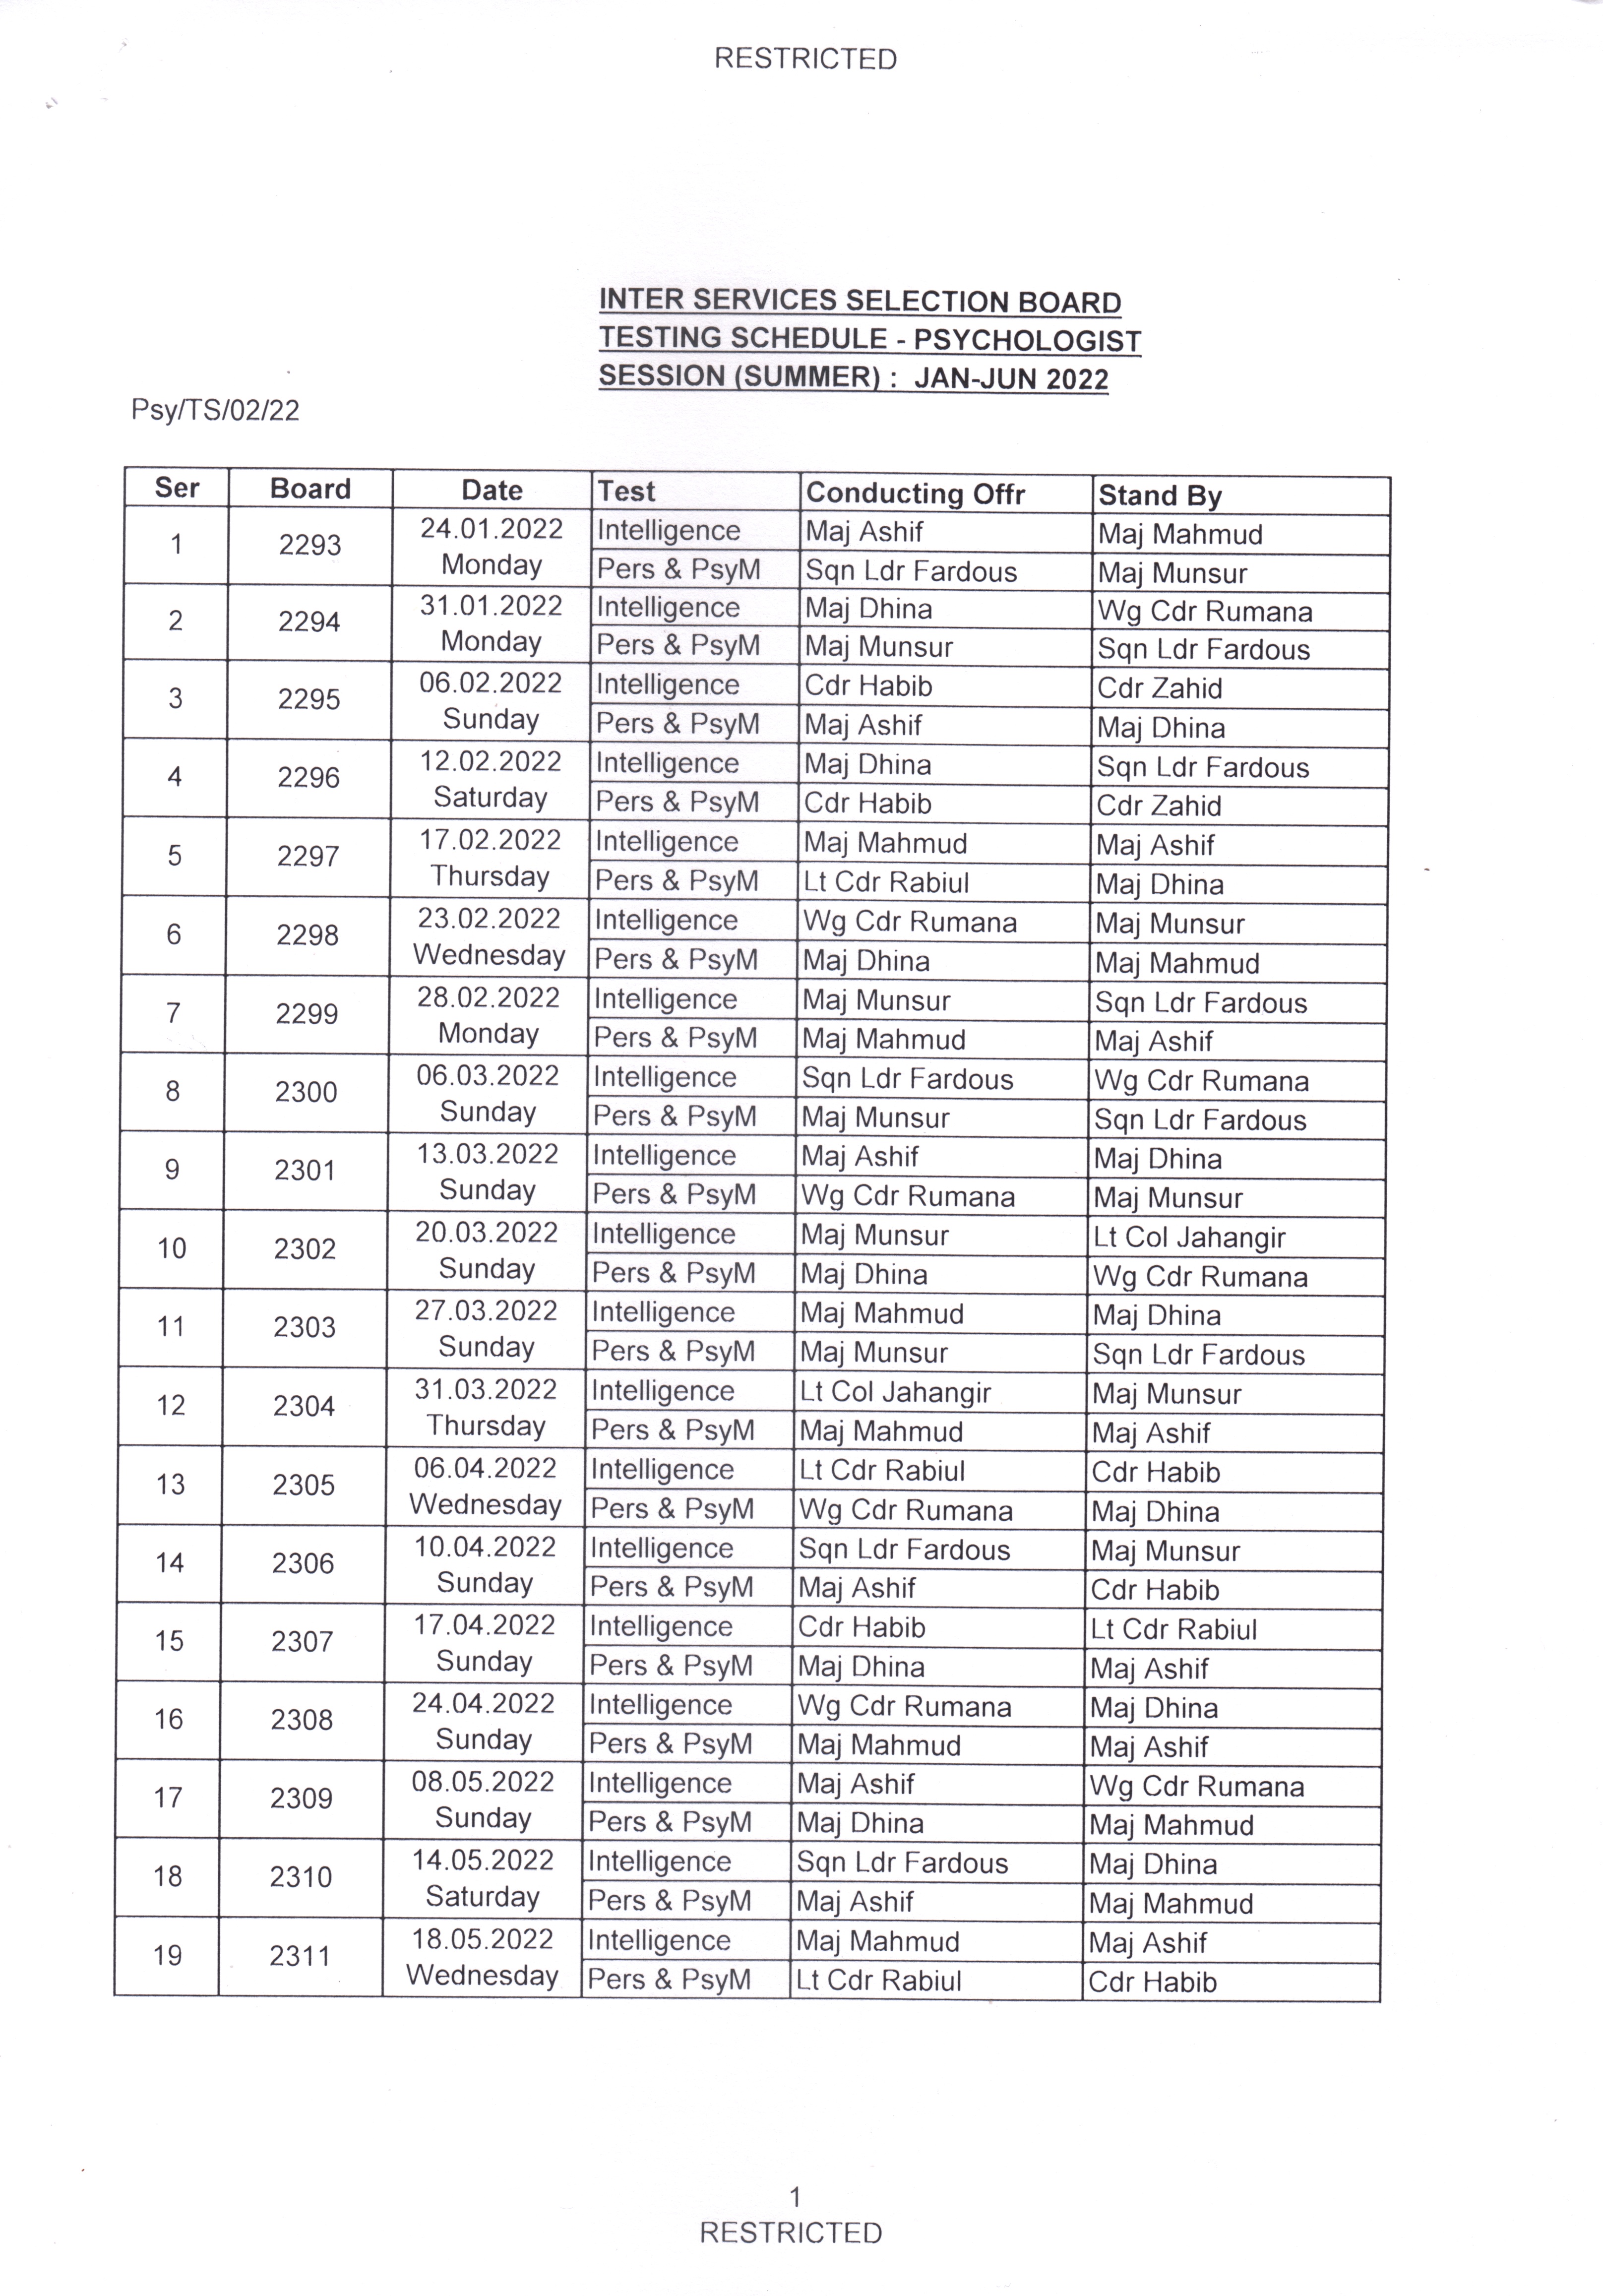 RESTRICTED
INTER SERVICES SELECTION BOARD
TESTING SCHEDULE - PSYCHOLOGIST
SESSION (SUMMER) : JAN-JUN 2022
Psy/TS/02/22
Ser Board Date Test Conducting Offr Stand By
1 2293 24.01.2022 Intelligence Maj Ashif Maj Mahmud
Monday Pers & PsyM Sqn Ldr Fardous Maj Munsur
2 2294 31.01.2022 Intelligence Maj Dhina Wg Cdr Rumana
Monday Pers & PsyM Maj Munsur Sqn Ldr Fardous
3 2295 06.02.2022 Intelligence Cdr Habib Cdr Zahid
Sunday Pers & PsyM Maj Ashif Maj Dhina
4 2296 12.02.2022 Intelligence Maj Dhina Sqn Ldr Fardous
Saturday Pers & PsyM Cdr Habib Cdr Zahid
5 2297 17.02.2022 Intelligence Maj Mahmud Maj Ashif
Thursday Pers & PsyM Lt Cdr Rabiul Maj Dhina
6 2298 23.02.2022 Intelligence Wg Cdr Rumana Maj Munsur
Wednesday Pers & PsyM Maj Dhina Maj Mahmud
7 2299 28.02.2022 Intelligence Maj Munsur Sqn Ldr Fardous
Monday Pers & PsyM Maj Mahmud Maj Ashif
8 2300 06.03.2022 Intelligence Sqn Ldr Fardous Wg Cdr Rumana
Sunday Pers & PsyM Maj Munsur Sqn Ldr Fardous
9 2301 13.03.2022 Intelligence Maj Ashif Maj Dhina
Sunday Pers & PsyM Wg Cdr Rumana Maj Munsur
10 2302 20.03.2022 Intelligence Maj Munsur Lt Col Jahangir
Sunday Pers & PsyM Maj Dhina Wg Cdr Rumana
11 2303 27.03.2022 Intelligence Maj Mahmud Maj Dhina
Sunday Pers & PsyM Maj Munsur Sqn Ldr Fardous
12 2304 31.03.2022 Intelligence Lt Col Jahangir Maj Munsur
Thursday Pers & PsyM Maj Mahmud Maj Ashif
13 2305 06.04.2022 Intelligence Lt Cdr Rabiul Cdr Habib
Wednesday Pers & PsyM Wg Cdr Rumana Maj Dhina
14 2306 10.04.2022 Intelligence Sqn Ldr Fardous Maj Munsur
Sunday Pers & PsyM Maj Ashif Cdr Habib
15 2307 17.04.2022 Intelligence Cdr Habib Lt Cdr Rabiul
Sunday Pers & PsyM Maj Dhina Maj Ashif
16 2308 24.04.2022 Intelligence Wg Cdr Rumana Maj Dhina
Sunday Pers & PsyM Maj Mahmud Maj Ashif
17 2309 08.05.2022 Intelligence Maj Ashif Wg Cdr Rumana
Sunday Pers & PsyM Maj Dhina Maj Mahmud
18 2310 14.05.2022 Intelligence Sqn Ldr Fardous Maj Dhina
Saturday Pers & PsyM Maj Ashif Maj Mahmud
19 2311 18.05.2022 Intelligence Maj Mahmud Maj Ashif
Wednesday Pers & PsyM Lt Cdr Rabiul Cdr Habib
1
RESTRICTED